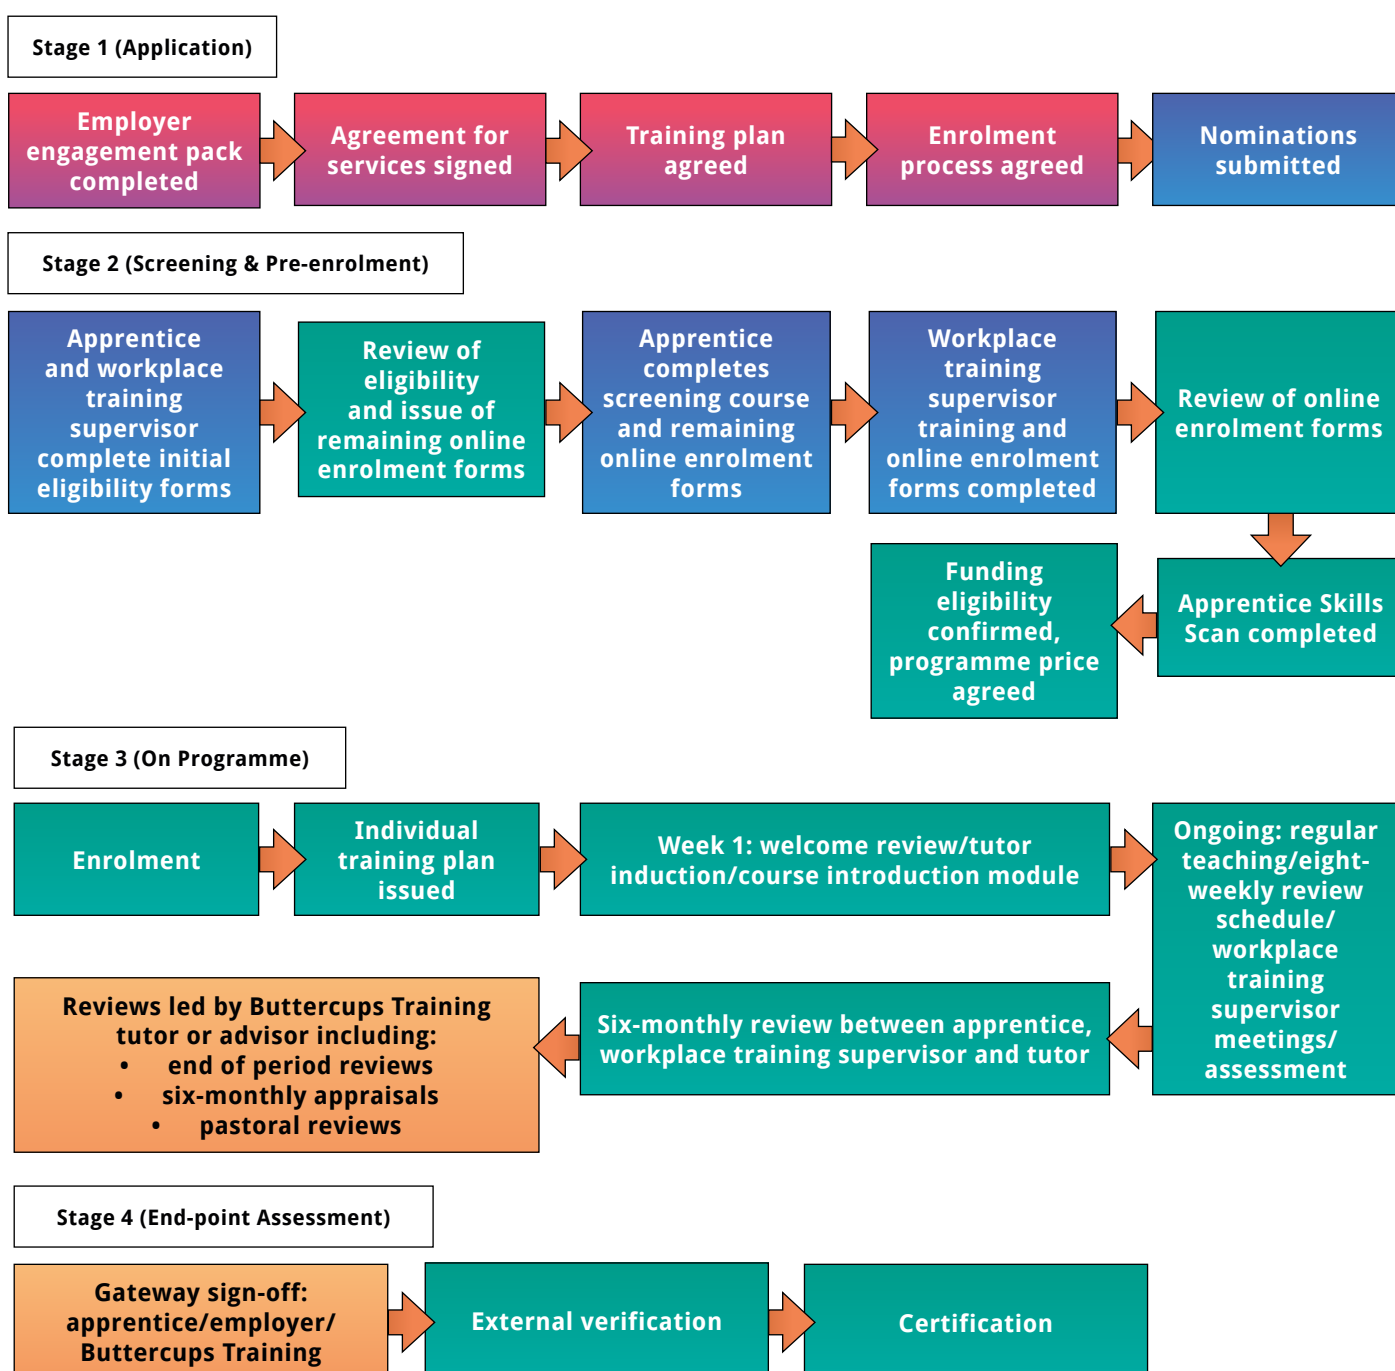 Stage 1 (Application)
Employer
engagement pack
completed
Agreement for
services signed
Training plan
agreed
Enrolment
process agreed
Nominations
submitted
Stage 2 (Screening & Pre-enrolment)
Apprentice
and workplace
training
supervisor
complete initial
eligibility forms
Review of
eligibility
and issue of
remaining online
enrolment forms
Apprentice
completes
screening course
and remaining
online enrolment
forms
Workplace
training
supervisor
training and
online enrolment
forms completed
Review of online
enrolment forms
Apprentice Skills
Scan completed
Funding
eligibility
confirmed,
programme price
agreed
Stage 3 (On Programme)
Enrolment
Individual
training plan
issued
Week 1: welcome review/tutor
induction/course introduction module
Ongoing: regular
teaching/eight-
weekly review
schedule/
workplace
training
supervisor
meetings/
assessment
Six-monthly review between apprentice,
workplace training supervisor and tutor
Reviews led by Buttercups Training
tutor or advisor including:
• end of period reviews
• six-monthly appraisals
• pastoral reviews
Stage 4 (End-point Assessment)
Gateway sign-off:
apprentice/employer/
Buttercups Training
External verification
Certification